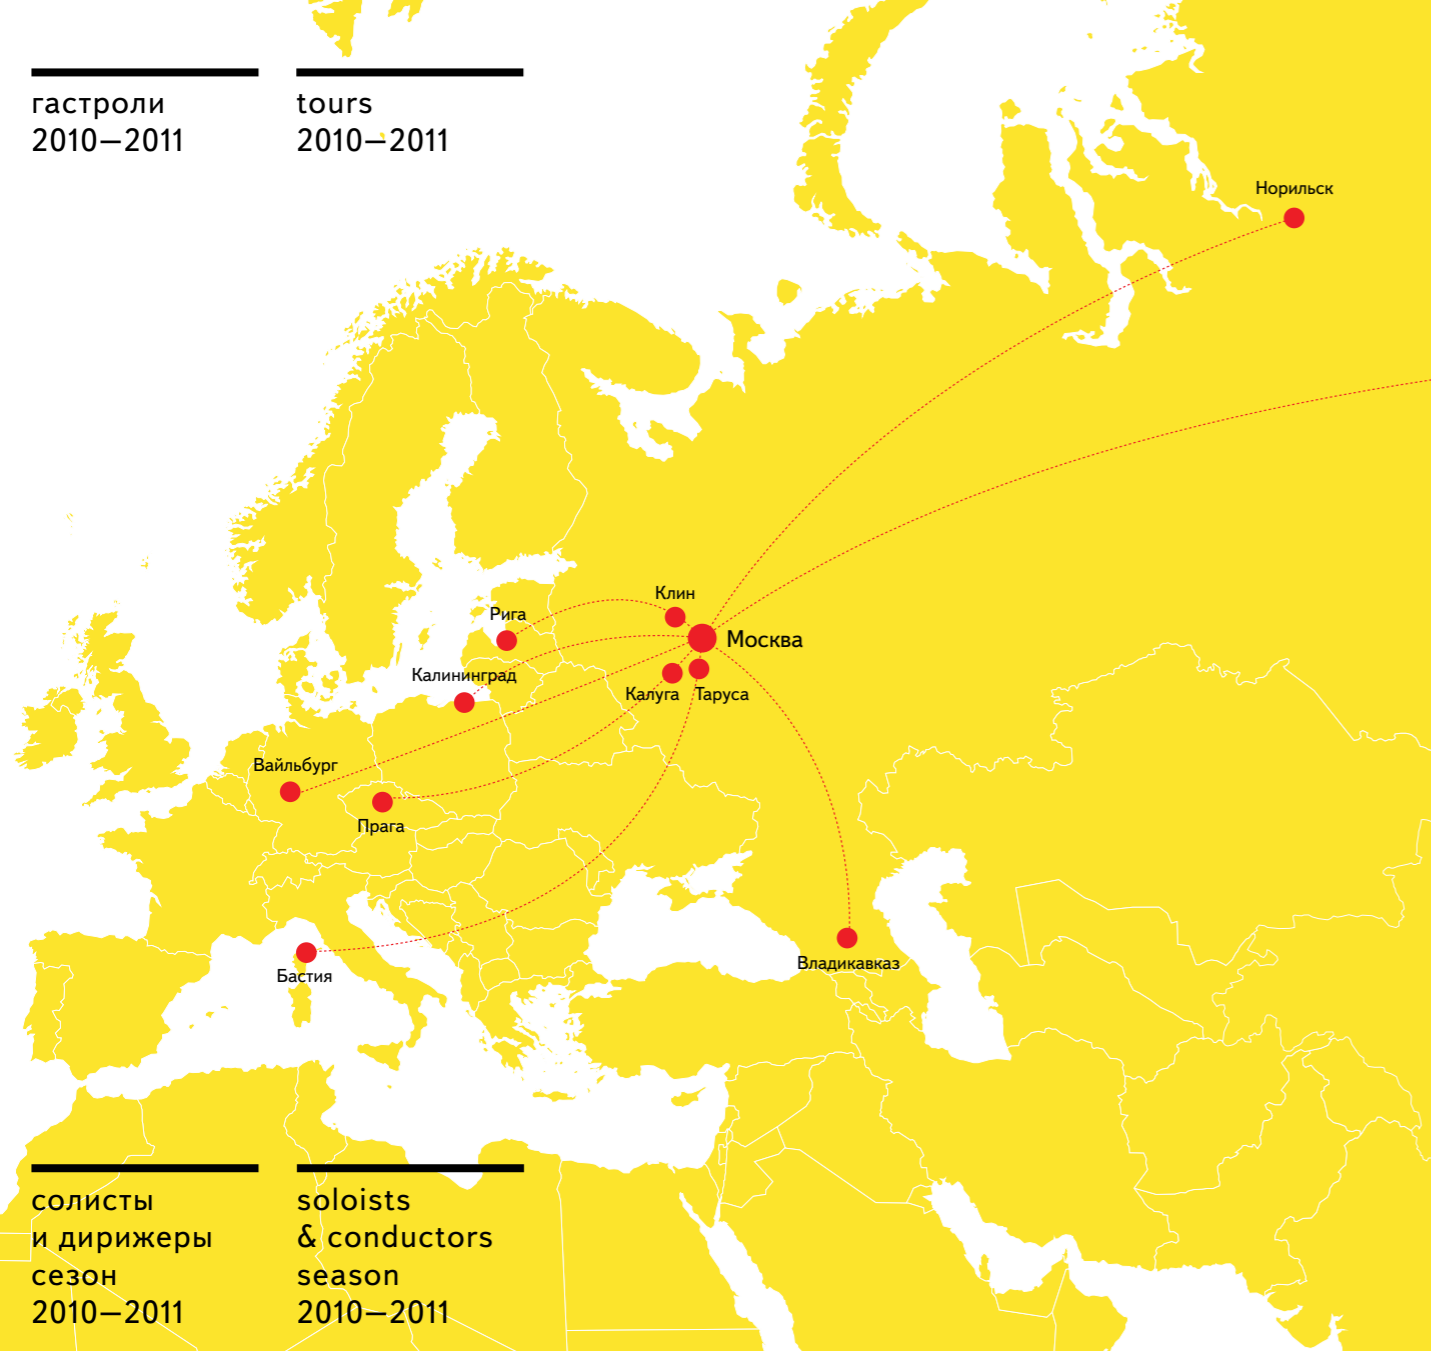 гастроли
2010—2011
tours
2010—2011
Норильск
Клин
Рига
Москва
Калининград
Калуга
Таруса
Вайльбург
Прага
Владикавказ
Бастия
солисты
и дирижеры
сезон
2010—2011
soloists
& conductors
season
2010—2011